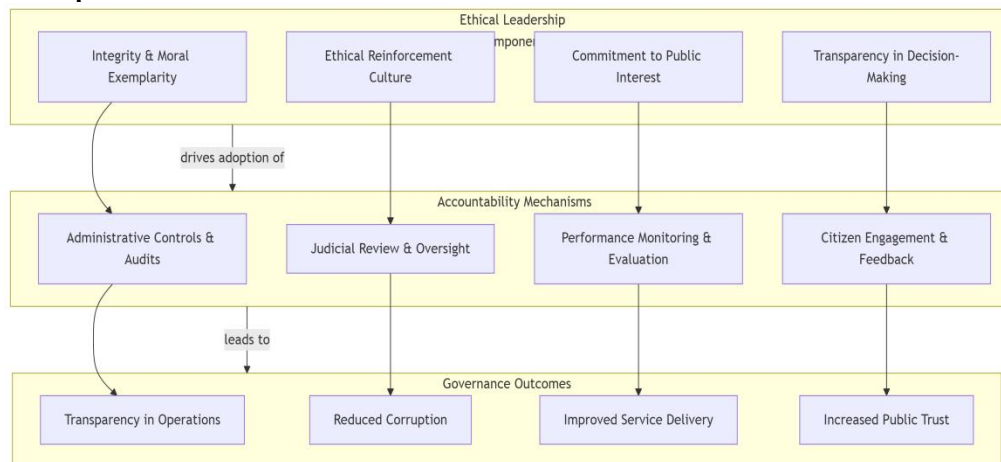 Ethical Leadership
mponen
Integrity & Moral
Exemplarity
Ethical Reinforcement
Culture
Commitment to Public
Interest
Transparency in Decision-
Making
drives adoption of
Accountability Mechanisms
Administrative Controls &
Audits
Judicial Review & Oversight
Performance Monitoring &
Evaluation
Citizen Engagement &
Feedback
leads to
Governance Outcomes
Transparency in Operations
Reduced Corruption
Improved Service Delivery
Increased Public Trust